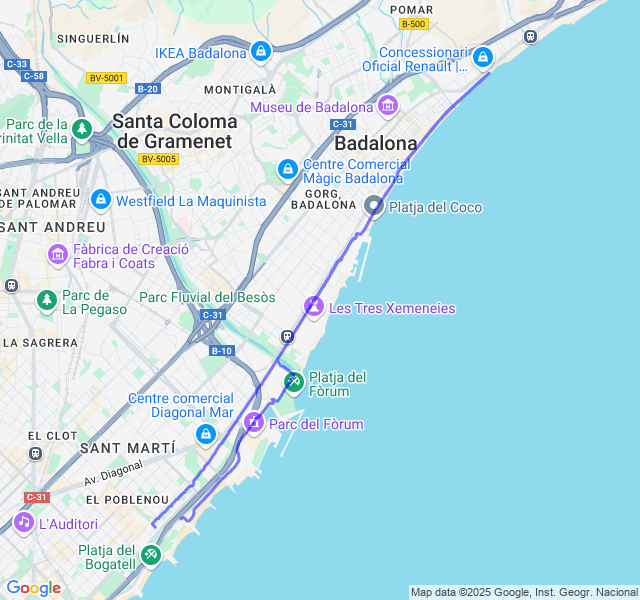 POMAR
B-500
SINGUERLÍN
IKEA Badalona
Concessionari
Oficial Renault |...
C-33
C-58
BV-5001
B-20
MONTIGALÀ
Museu de Badalona
Parc de la
rinitat Vella
Santa Coloma
de Gramenet
C-31
Badalona
BV-5005
Centre Comercial
Màgic Badalona
SANT ANDREU
DE PALOMAR
Westfield La Maquinista
GORG,
BADALONA
Platja del Coco
SANT ANDREU
Fàbrica de Creació
Fabra i Coats
Parc de
La Pegaso
Parc Fluvial del Besòs
C-31
Les Tres Xemeneies
LA SAGRERA
B-10
Platja del
Fòrum
Centre comercial
Diagonal Mar
Parc del Fòrum
EL CLOT
SANT MARTÍ
Av. Diagonal
C-31
EL POBLENOU
L'Auditori
Platja del
Bogatell
Google
Map data ©2025 Google, Inst. Geogr. Nacional